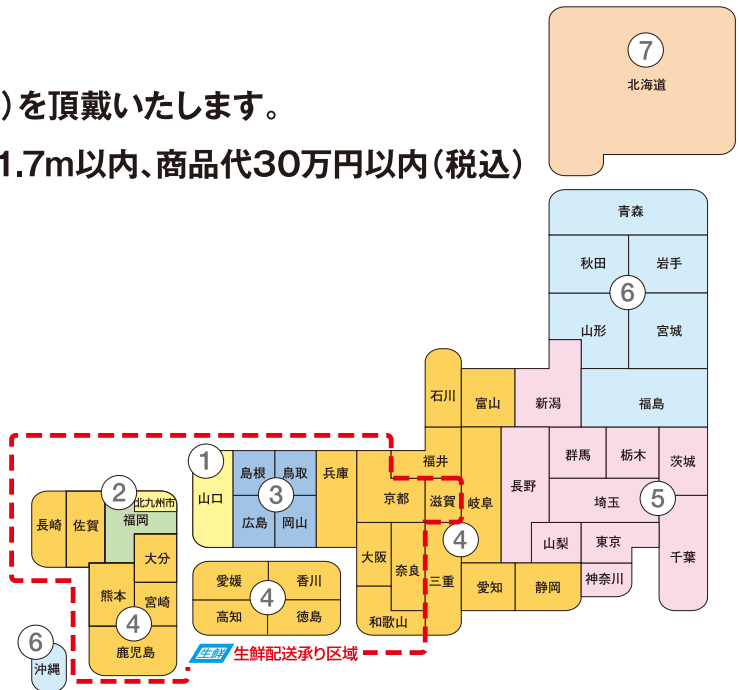 7
北海道
)を頂戴いたします。
1.7m以内、商品代30万円以内(税込)
青森
秋田
岩手
6
山形
宮城
福島
石川
富山
新潟
福井
群馬
栃木
茨城
長野
埼玉
5
山梨
東京
千葉
神奈川
1
山口
島根
鳥取
3
広島
岡山
兵庫
京都
滋賀
岐阜
4
大阪
奈良
三重
愛知
静岡
和歌山
2
北九州市
福岡
長崎
佐賀
大分
熊本
宮崎
4
鹿児島
愛媛
香川
4
高知
徳島
6
沖縄
生鮮 生鮮配送承り区域